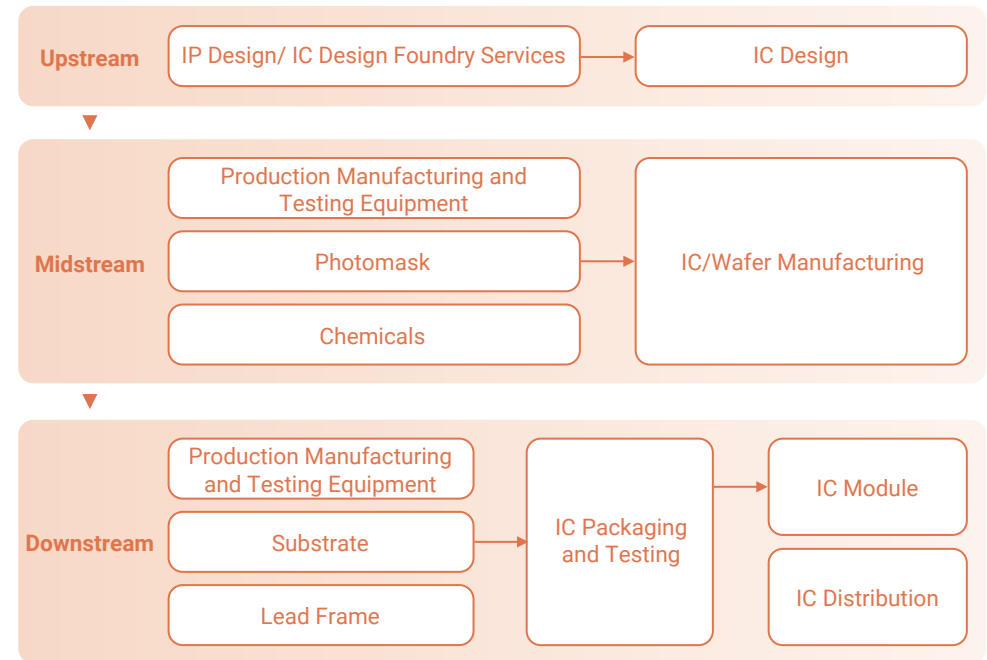 Upstream
IP Design/ IC Design Foundry Services
IC Design
Midstream
Production Manufacturing and
Testing Equipment
Photomask
Chemicals
IC/Wafer Manufacturing
Downstream
Production Manufacturing
and Testing Equipment
Substrate
Lead Frame
IC Packaging
and Testing
IC Module
IC Distribution